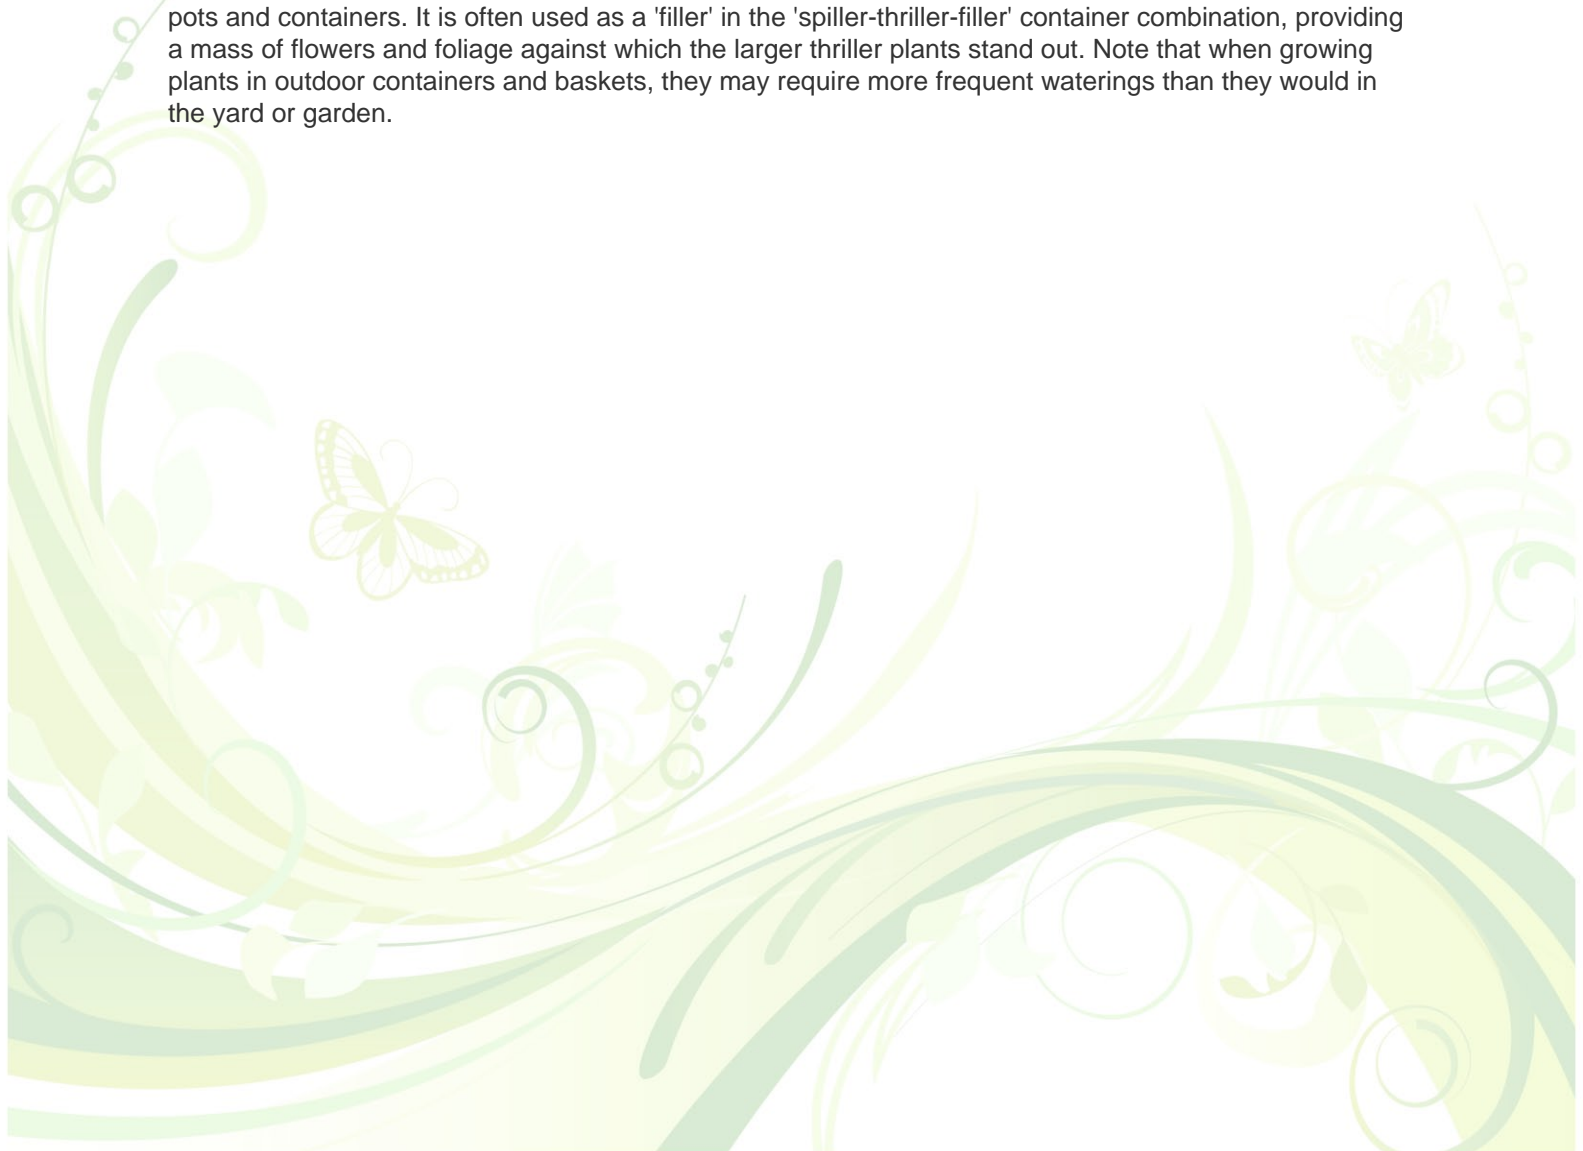 pots and containers. It is often used as a 'filler' in the 'spiller-thriller-filler' container combination, providing
a mass of flowers and foliage against which the larger thriller plants stand out. Note that when growing
plants in outdoor containers and baskets, they may require more frequent waterings than they would in
the yard or garden.